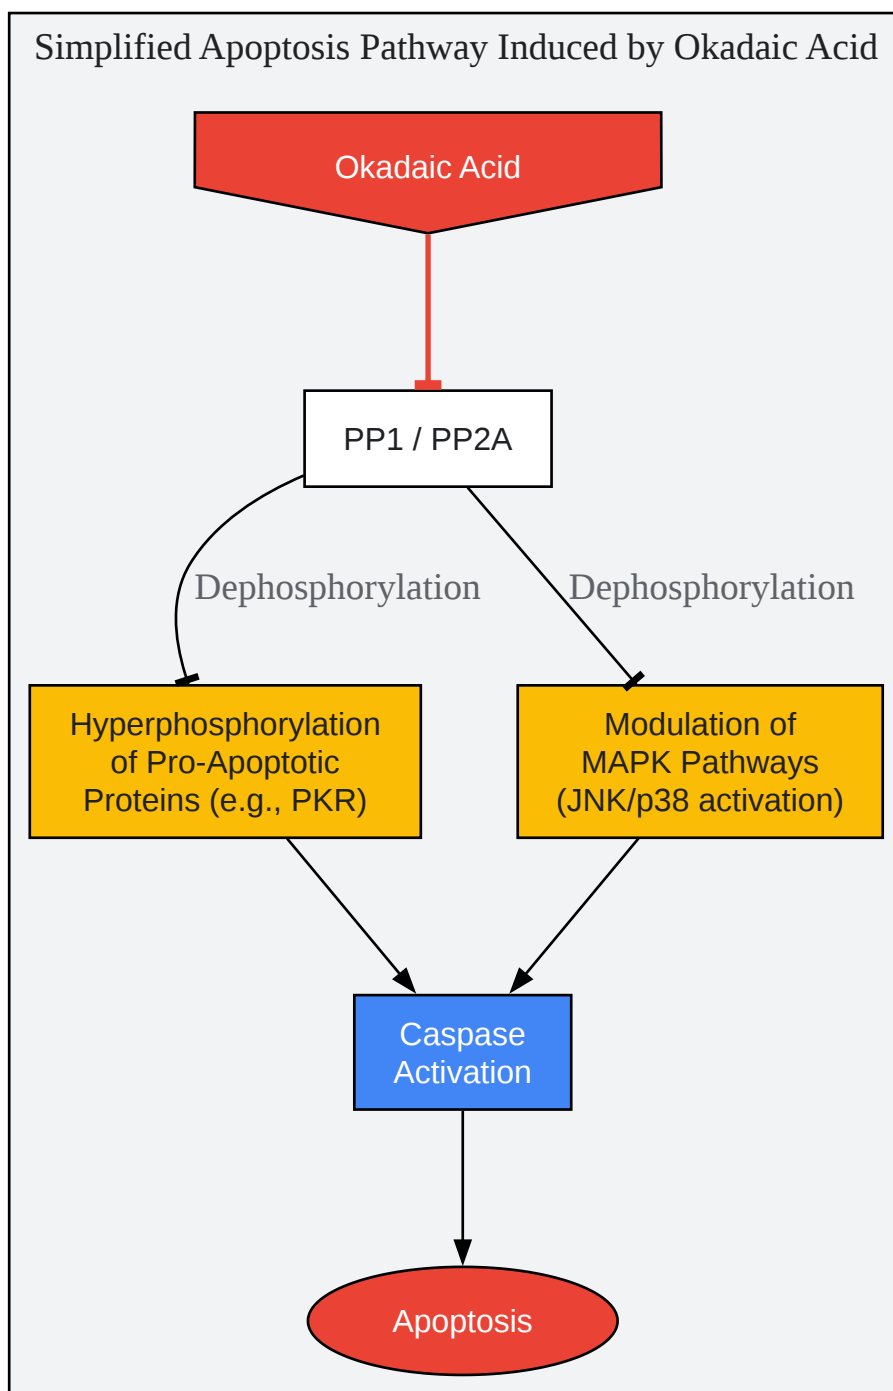 Simplified Apoptosis Pathway Induced by Okadaic Acid
Okadaic Acid
PP1 / PP2A
Dephosphorylation
Dephosphorylation
Hyperphosphorylation
of Pro-Apoptotic
Proteins (e.g., PKR)
Modulation of
MAPK Pathways
(JNK/p38 activation)
Caspase
Activation
Apoptosis